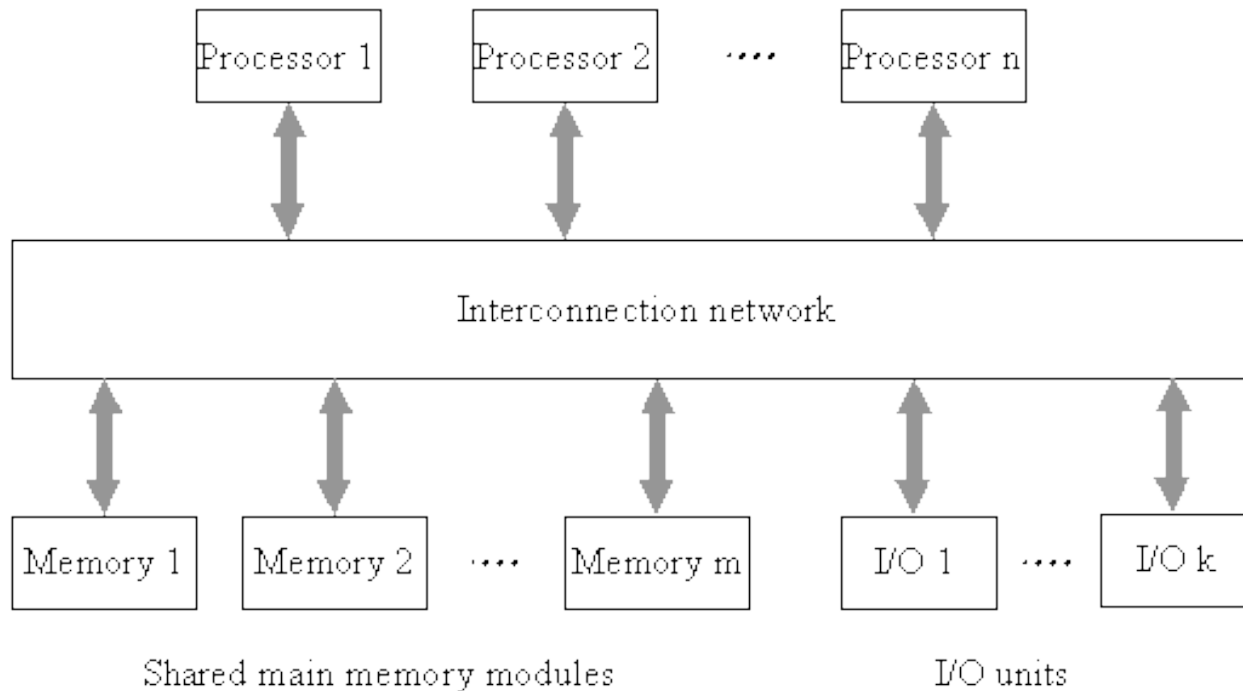 Processor 1 Processor 2 .... Processor n
Interconnection network
Memory 1 Memory 2 .... Memory m I/O 1 .... I/O k
Shared main memory modules I/O units